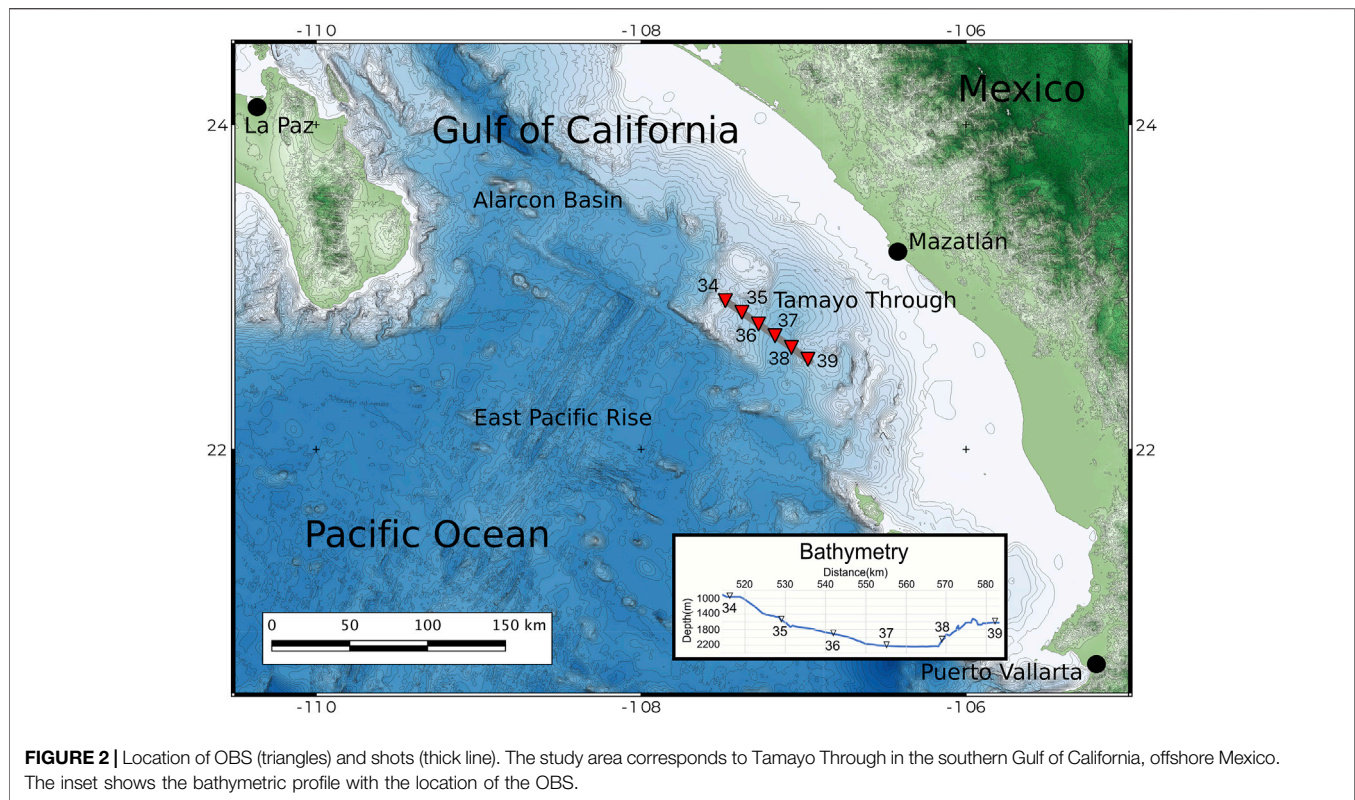 -110 -108 -106
Mexico
24 La Paz Gulf of California 24
Alarcon Basin
Mazatlán
34 35 Tamayo Through
36 37
38 39
East Pacific Rise
22 22
Pacific Ocean
Bathymetry
Distance(km)
520 530 540 550 560 570 580
Depth(m)
1000
1400
1800
2200
34 35 36 37 38 39
0 50 100 150 km
Puerto Vallarta
-110 -108 -106
FIGURE 2 | Location of OBS (triangles) and shots (thick line). The study area corresponds to Tamayo Through in the southern Gulf of California, offshore Mexico.
The inset shows the bathymetric profile with the location of the OBS.